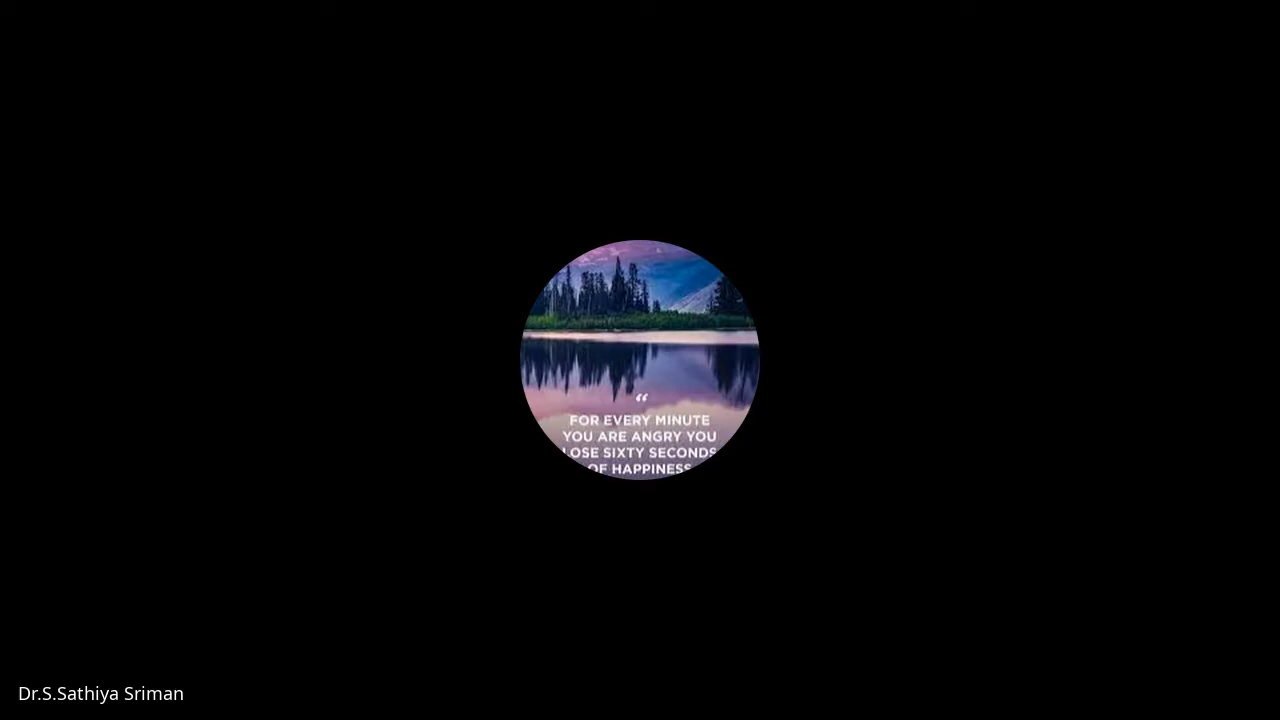 “
FOR EVERY MINUTE
YOU ARE ANGRY YOU
LOSE SIXTY SECONDS
OF HAPPINESS
Dr.S.Sathiya Sriman